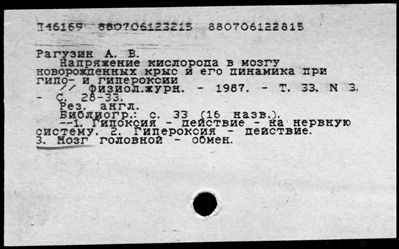 П46169 880706123215 880706122815
Рагузин А. В.
Напряжение кислорода в мозгу
новорожденных крыс и его динамика при
гипо- и гипероксии
// Физиол.журн. - 1987. - Т. 33. N 3.
- С. 28-33.
Рез. англ.
Библиогр.: с. 33 (16 назв.).
--1. Гипоксия - действие - на нервную
систему. 2. Гипероксия - действие.
3. Мозг головной - обмен.